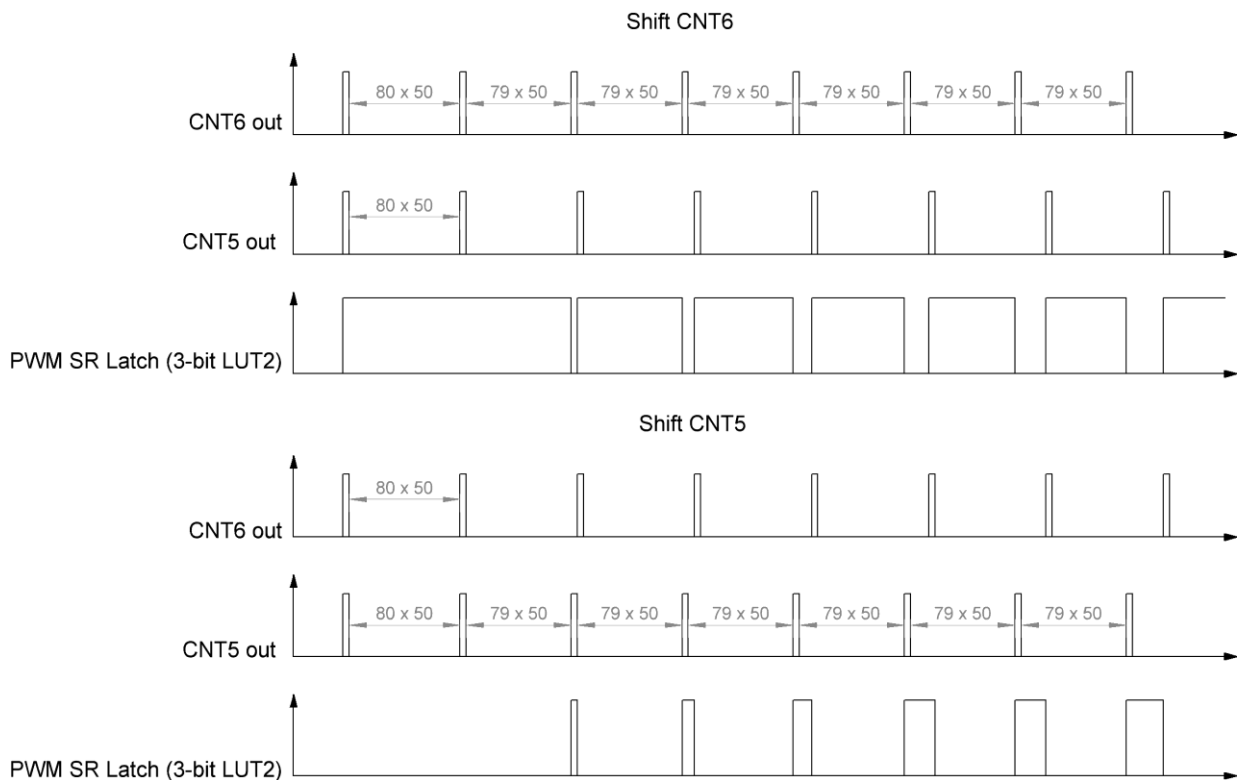 Shift CNT6
80 x 50 79 x 50 79 x 50 79 x 50 79 x 50 79 x 50 79 x 50
CNT6 out
80 x 50
CNT5 out
PWM SR Latch (3-bit LUT2)
Shift CNT5
80 x 50
CNT6 out
80 x 50 79 x 50 79 x 50 79 x 50 79 x 50 79 x 50 79 x 50
CNT5 out
PWM SR Latch (3-bit LUT2)